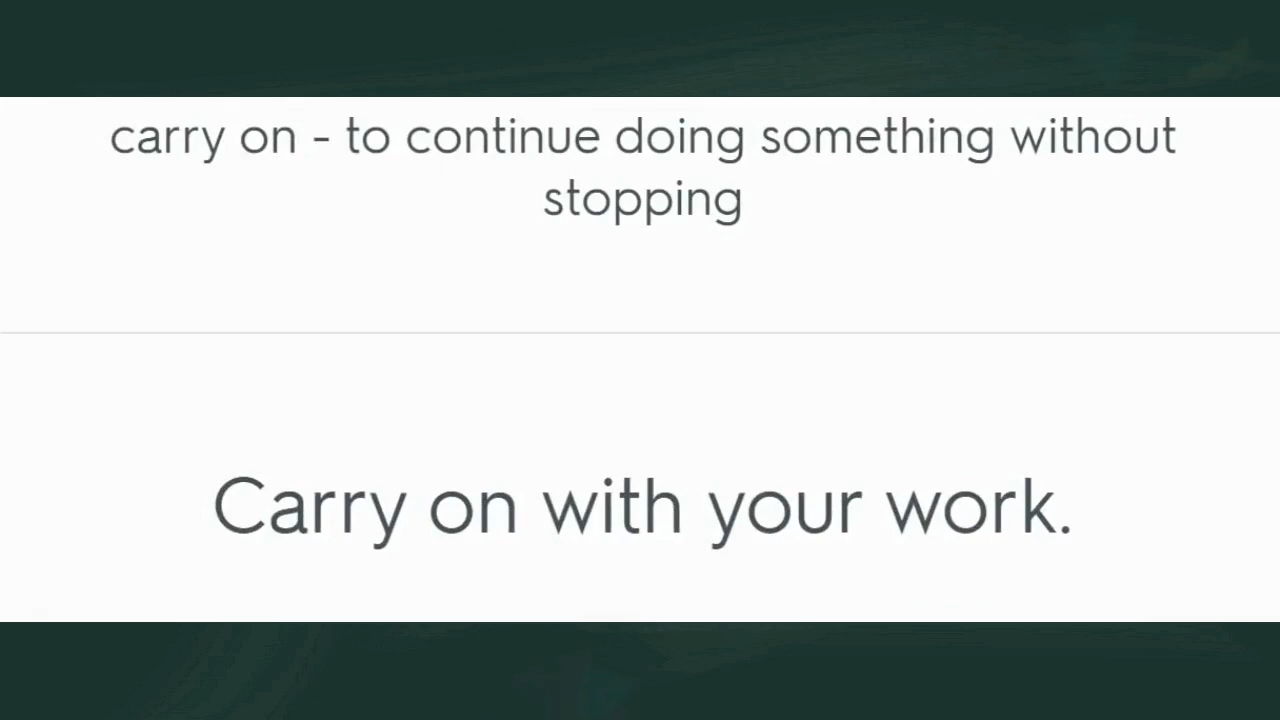 carry on - to continue doing something without
stopping
Carry on with your work.